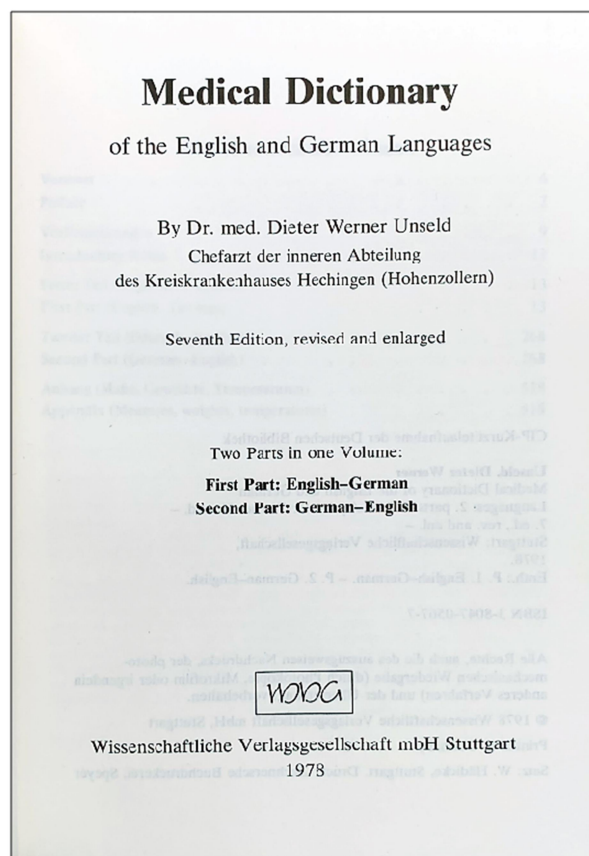 Medical Dictionary
of the English and German Languages
By Dr. med. Dieter Werner Unseld
Chefarzt der inneren Abteilung
des Kreiskrankenhauses Hechingen (Hohenzollern)
Seventh Edition, revised and enlarged
Two Parts in one Volume:
First Part: English–German
Second Part: German–English
Wissenschaftliche Verlagsgesellschaft mbH Stuttgart
1978